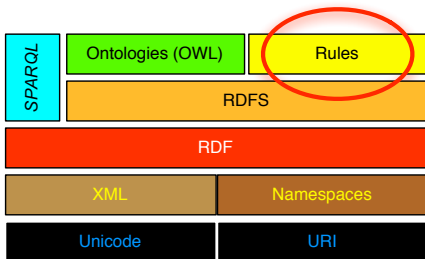 SPARQL
Ontologies (OWL)
Rules
RDFS
RDF
XML
Namespaces
Unicode
URI